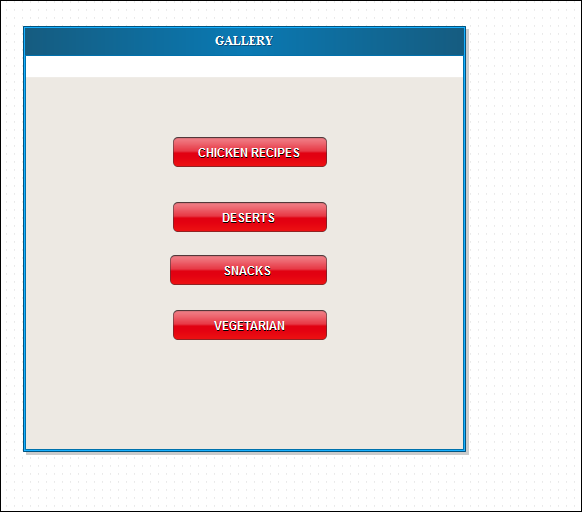 GALLERY
CHICKEN RECIPES
DESERTS
SNACKS
VEGETARIAN